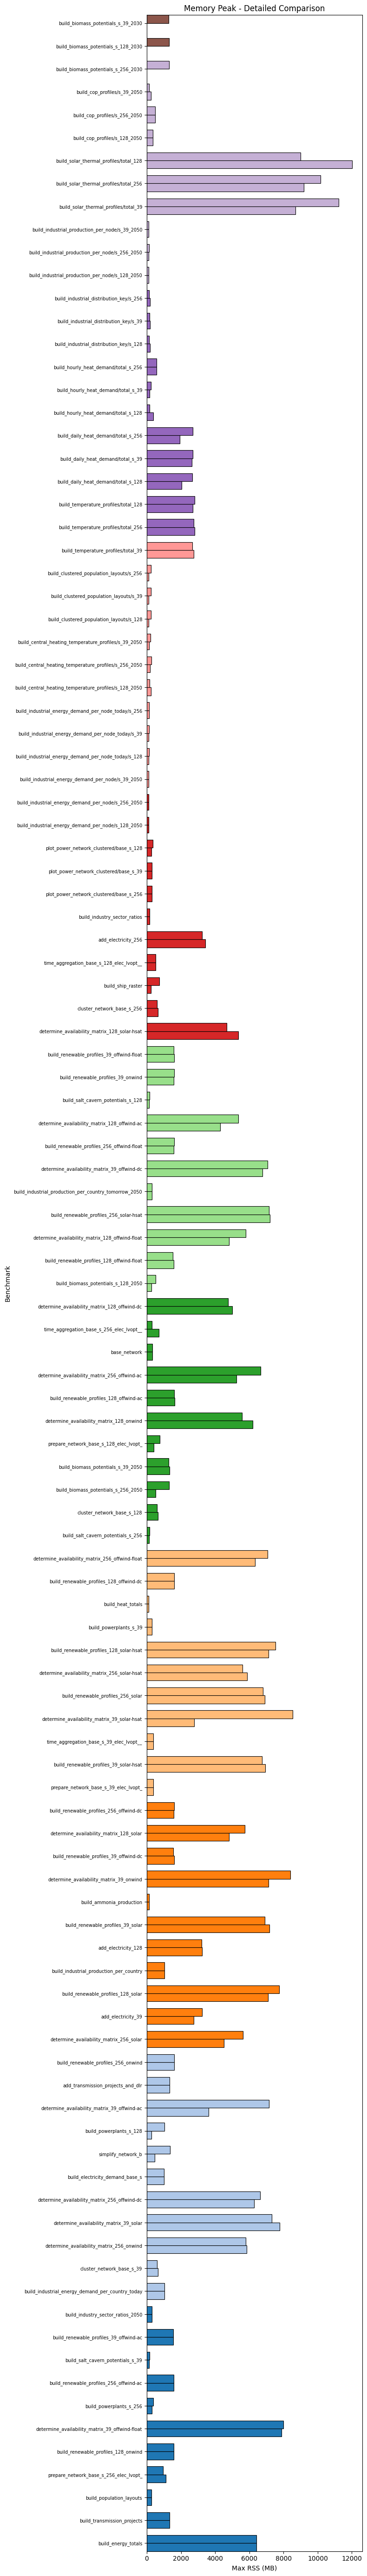 Memory Peak - Detailed Comparison
build_biomass_potentials_s_39_2030
build_biomass_potentials_s_128_2030
build_biomass_potentials_s_256_2030
build_cop_profiles/s_39_2050
build_cop_profiles/s_256_2050
build_cop_profiles/s_128_2050
build_solar_thermal_profiles/total_128
build_solar_thermal_profiles/total_256
build_solar_thermal_profiles/total_39
build_industrial_production_per_node/s_39_2050
build_industrial_production_per_node/s_256_2050
build_industrial_production_per_node/s_128_2050
build_industrial_distribution_key/s_256
build_industrial_distribution_key/s_39
build_industrial_distribution_key/s_128
build_hourly_heat_demand/total_s_256
build_hourly_heat_demand/total_s_39
build_hourly_heat_demand/total_s_128
build_daily_heat_demand/total_s_256
build_daily_heat_demand/total_s_39
build_daily_heat_demand/total_s_128
build_temperature_profiles/total_128
build_temperature_profiles/total_256
build_temperature_profiles/total_39
build_clustered_population_layouts/s_256
build_clustered_population_layouts/s_39
build_clustered_population_layouts/s_128
build_central_heating_temperature_profiles/s_39_2050
build_central_heating_temperature_profiles/s_256_2050
build_central_heating_temperature_profiles/s_128_2050
build_industrial_energy_demand_per_node_today/s_256
build_industrial_energy_demand_per_node_today/s_39
build_industrial_energy_demand_per_node_today/s_128
build_industrial_energy_demand_per_node/s_39_2050
build_industrial_energy_demand_per_node/s_256_2050
build_industrial_energy_demand_per_node/s_128_2050
plot_power_network_clustered/base_s_128
plot_power_network_clustered/base_s_39
plot_power_network_clustered/base_s_256
build_industry_sector_ratios
add_electricity_256
time_aggregation_base_s_128_elec_lvopt__
build_ship_raster
cluster_network_base_s_256
determine_availability_matrix_128_solar-hsat
build_renewable_profiles_39_offwind-float
build_renewable_profiles_39_onwind
build_salt_cavern_potentials_s_128
determine_availability_matrix_128_offwind-ac
build_renewable_profiles_256_offwind-float
determine_availability_matrix_39_offwind-dc
build_industrial_production_per_country_tomorrow_2050
build_renewable_profiles_256_solar-hsat
determine_availability_matrix_128_offwind-float
build_renewable_profiles_128_offwind-float
build_biomass_potentials_s_128_2050
Benchmark
determine_availability_matrix_128_offwind-dc
time_aggregation_base_s_256_elec_lvopt__
base_network
determine_availability_matrix_256_offwind-ac
build_renewable_profiles_128_offwind-ac
determine_availability_matrix_128_onwind
prepare_network_base_s_128_elec_lvopt_
build_biomass_potentials_s_39_2050
build_biomass_potentials_s_256_2050
cluster_network_base_s_128
build_salt_cavern_potentials_s_256
determine_availability_matrix_256_offwind-float
build_renewable_profiles_128_offwind-dc
build_heat_totals
build_powerplants_s_39
build_renewable_profiles_128_solar-hsat
determine_availability_matrix_256_solar-hsat
build_renewable_profiles_256_solar
determine_availability_matrix_39_solar-hsat
time_aggregation_base_s_39_elec_lvopt__
build_renewable_profiles_39_solar-hsat
prepare_network_base_s_39_elec_lvopt_
build_renewable_profiles_256_offwind-dc
determine_availability_matrix_128_solar
build_renewable_profiles_39_offwind-dc
determine_availability_matrix_39_onwind
build_ammonia_production
build_renewable_profiles_39_solar
add_electricity_128
build_industrial_production_per_country
build_renewable_profiles_128_solar
add_electricity_39
determine_availability_matrix_256_solar
build_renewable_profiles_256_onwind
add_transmission_projects_and_dlr
determine_availability_matrix_39_offwind-ac
build_powerplants_s_128
simplify_network_b
build_electricity_demand_base_s
determine_availability_matrix_256_offwind-dc
determine_availability_matrix_39_solar
determine_availability_matrix_256_onwind
cluster_network_base_s_39
build_industrial_energy_demand_per_country_today
build_industry_sector_ratios_2050
build_renewable_profiles_39_offwind-ac
build_salt_cavern_potentials_s_39
build_renewable_profiles_256_offwind-ac
build_powerplants_s_256
determine_availability_matrix_39_offwind-float
build_renewable_profiles_128_onwind
prepare_network_base_s_256_elec_lvopt_
build_population_layouts
build_transmission_projects
build_energy_totals
0 2000 4000 6000 8000 10000 12000
Max RSS (MB)